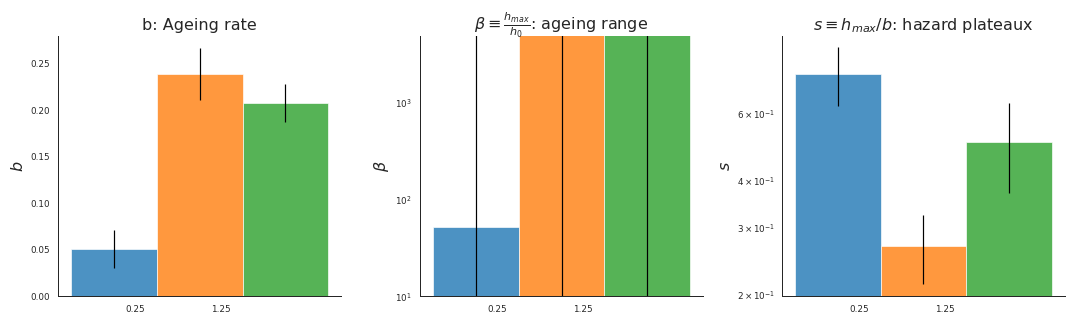 b: Ageing rate
b
0.25
0.20
0.15
0.10
0.05
0.00
0.25 1.25
β ≡ h_max/h_0: ageing range
β
10^3
10^2
10^1
0.25 1.25
s ≡ h_max/b: hazard plateaux
s
6 × 10^-1
4 × 10^-1
3 × 10^-1
2 × 10^-1
0.25 1.25